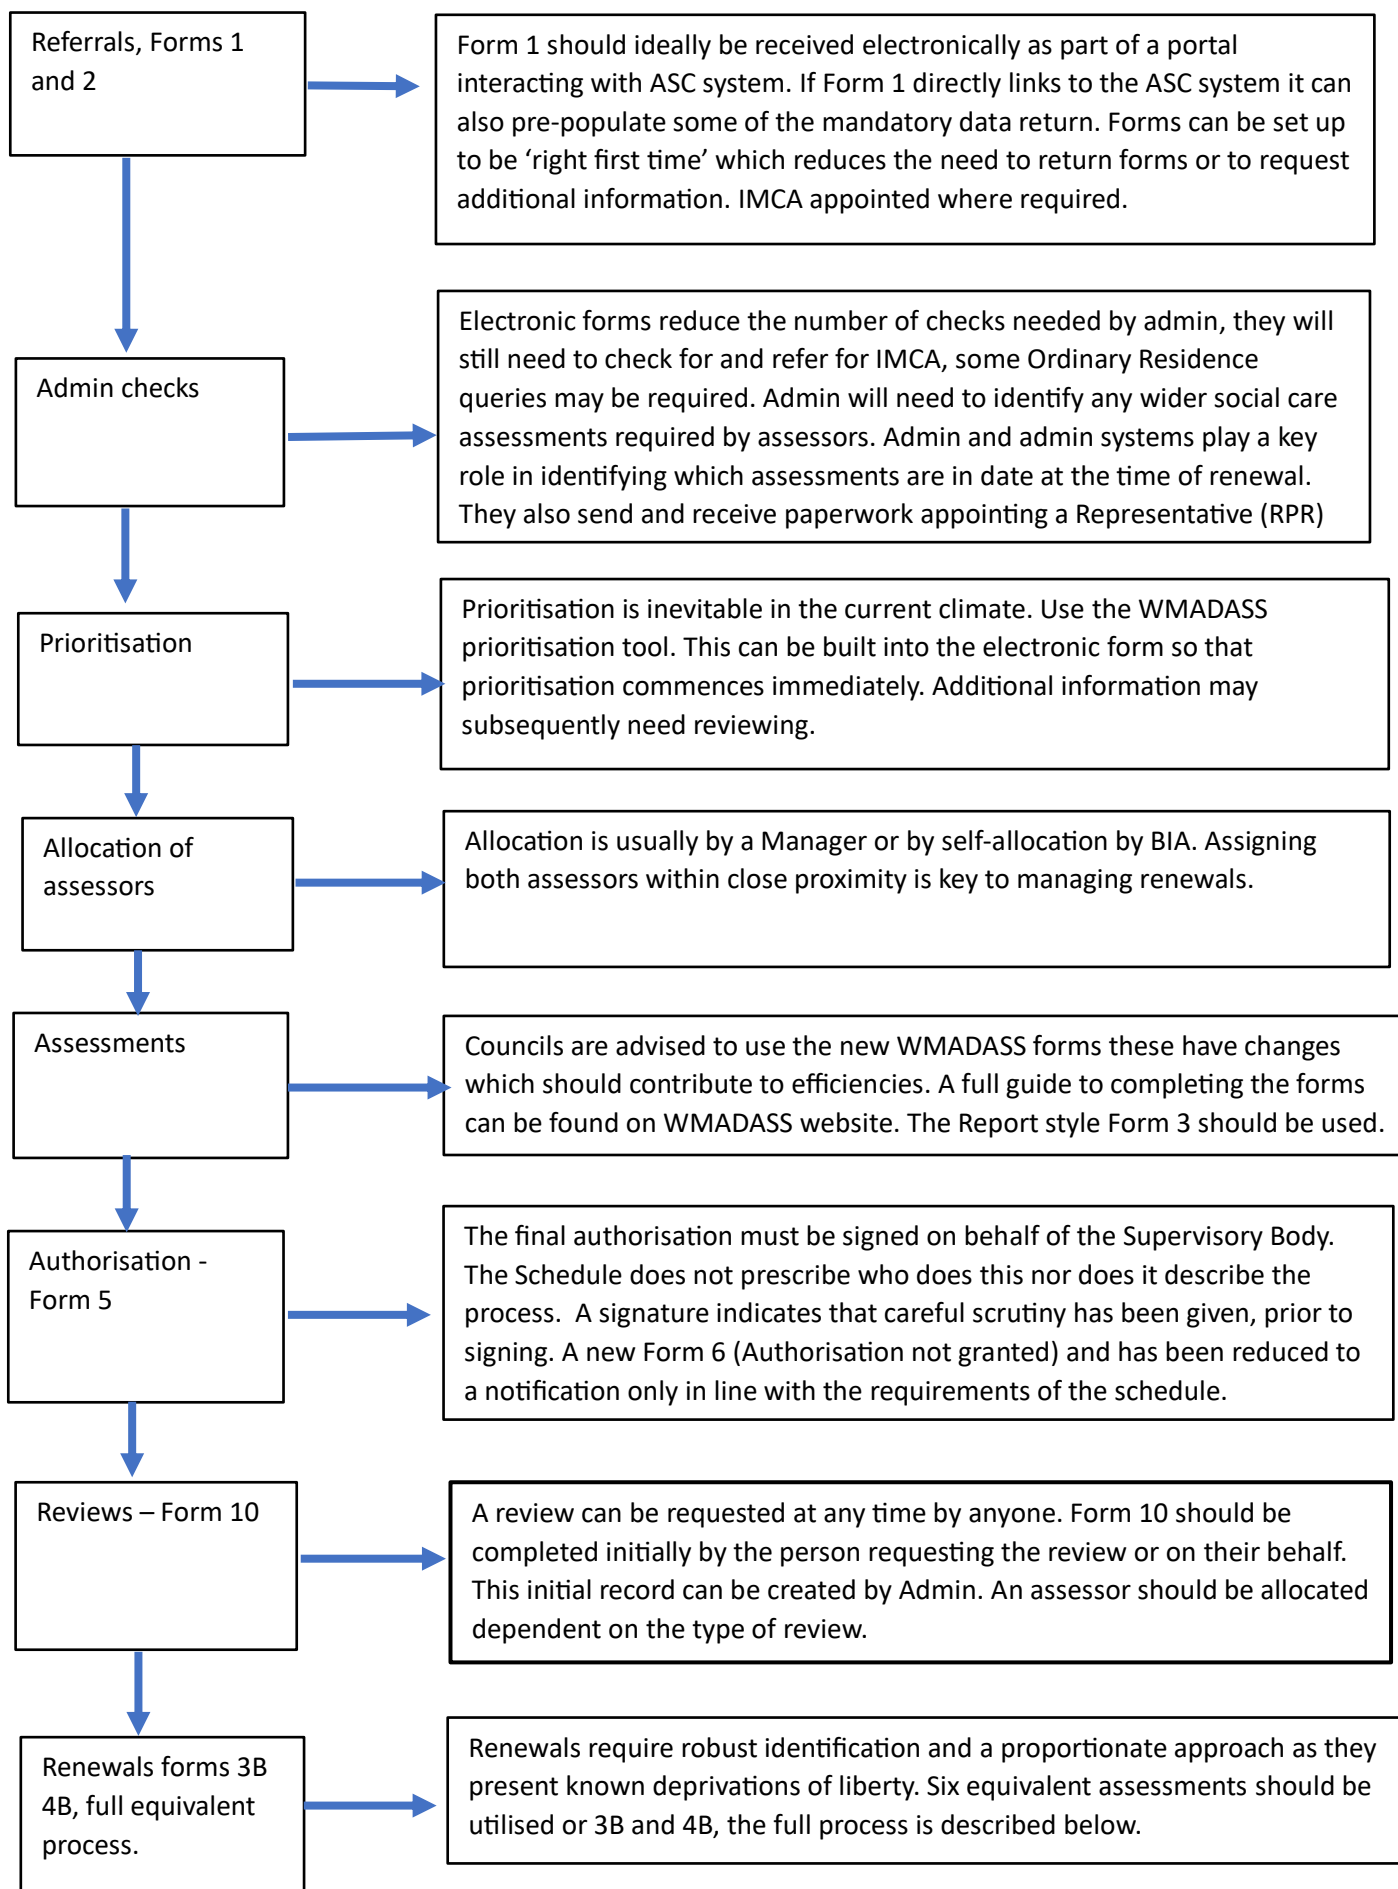 Referrals, Forms 1
and 2
Form 1 should ideally be received electronically as part of a portal
interacting with ASC system. If Form 1 directly links to the ASC system it can
also pre-populate some of the mandatory data return. Forms can be set up
to be ‘right first time’ which reduces the need to return forms or to request
additional information. IMCA appointed where required.
Admin checks
Electronic forms reduce the number of checks needed by admin, they will
still need to check for and refer for IMCA, some Ordinary Residence
queries may be required. Admin will need to identify any wider social care
assessments required by assessors. Admin and admin systems play a key
role in identifying which assessments are in date at the time of renewal.
They also send and receive paperwork appointing a Representative (RPR)
Prioritisation
Prioritisation is inevitable in the current climate. Use the WMADASS
prioritisation tool. This can be built into the electronic form so that
prioritisation commences immediately. Additional information may
subsequently need reviewing.
Allocation of
assessors
Allocation is usually by a Manager or by self-allocation by BIA. Assigning
both assessors within close proximity is key to managing renewals.
Assessments
Councils are advised to use the new WMADASS forms these have changes
which should contribute to efficiencies. A full guide to completing the forms
can be found on WMADASS website. The Report style Form 3 should be used.
Authorisation -
Form 5
The final authorisation must be signed on behalf of the Supervisory Body.
The Schedule does not prescribe who does this nor does it describe the
process.  A signature indicates that careful scrutiny has been given, prior to
signing. A new Form 6 (Authorisation not granted) and has been reduced to
a notification only in line with the requirements of the schedule.
Reviews – Form 10
A review can be requested at any time by anyone. Form 10 should be
completed initially by the person requesting the review or on their behalf.
This initial record can be created by Admin. An assessor should be allocated
dependent on the type of review.
Renewals forms 3B
4B, full equivalent
process.
Renewals require robust identification and a proportionate approach as they
present known deprivations of liberty. Six equivalent assessments should be
utilised or 3B and 4B, the full process is described below.